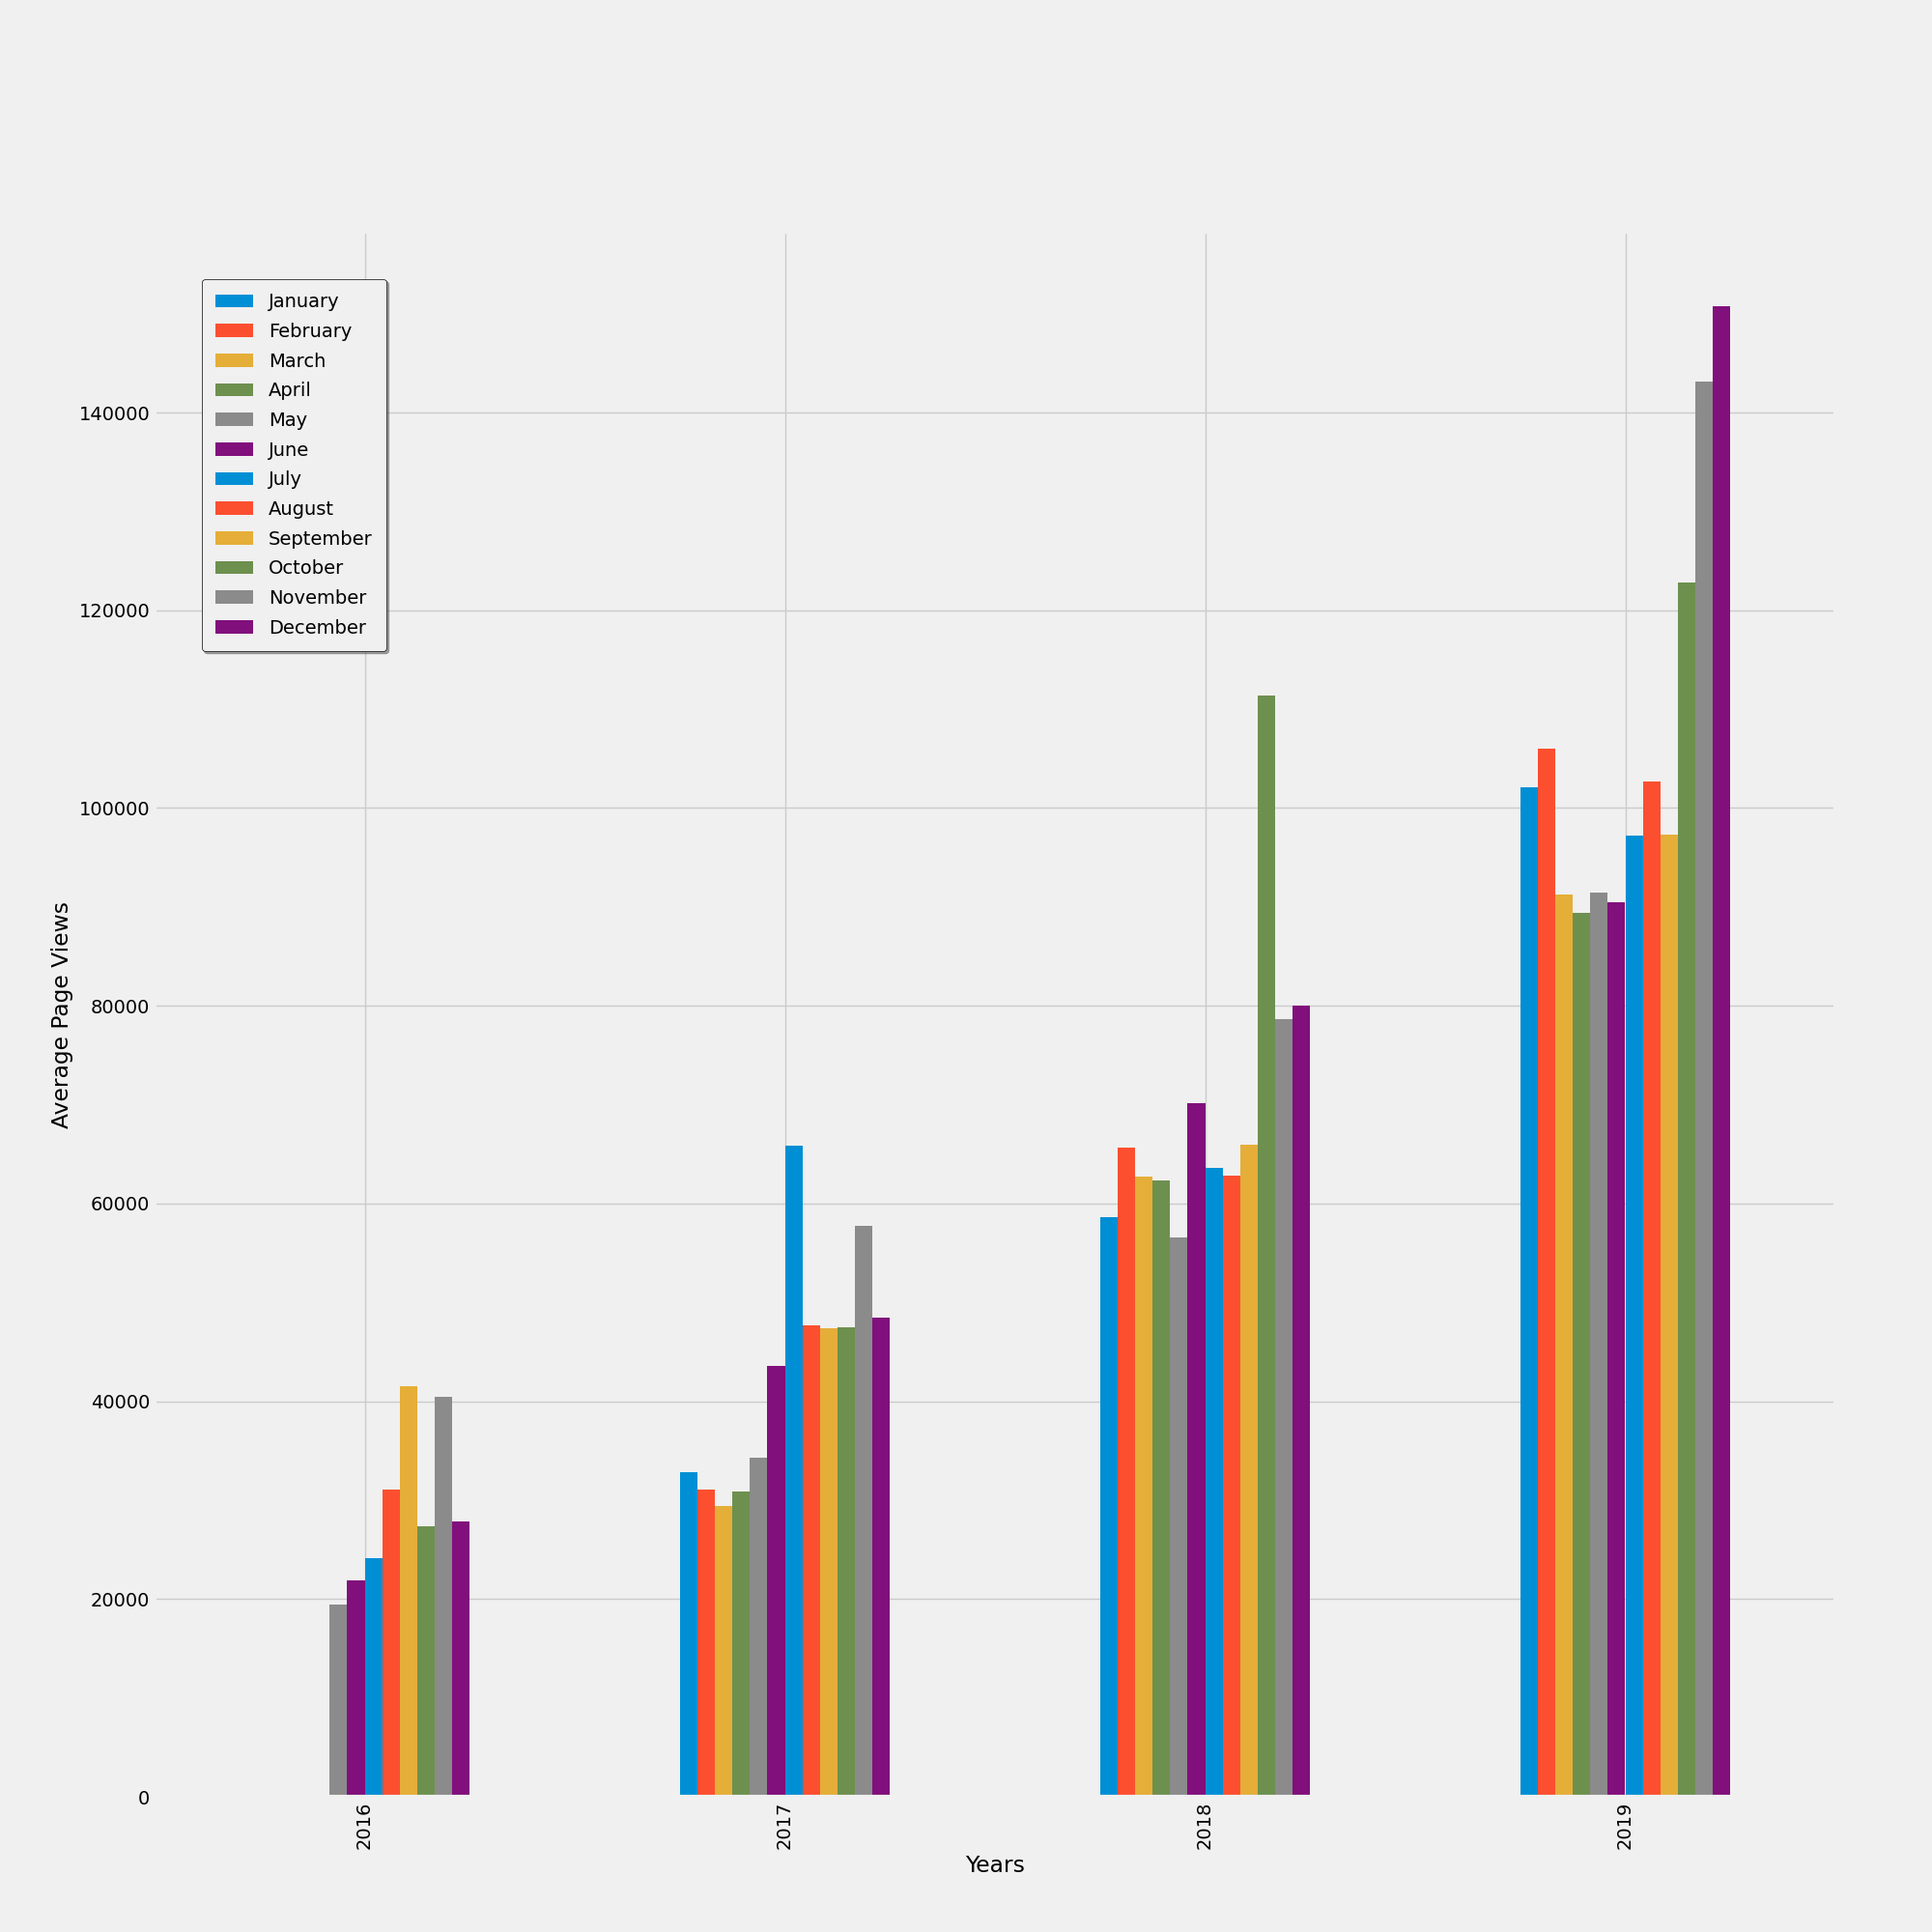 January
February
March
April
May
June
July
August
September
October
November
December
140000
120000
100000
80000
60000
40000
20000
0
Average Page Views
2016
2017
2018
2019
Years